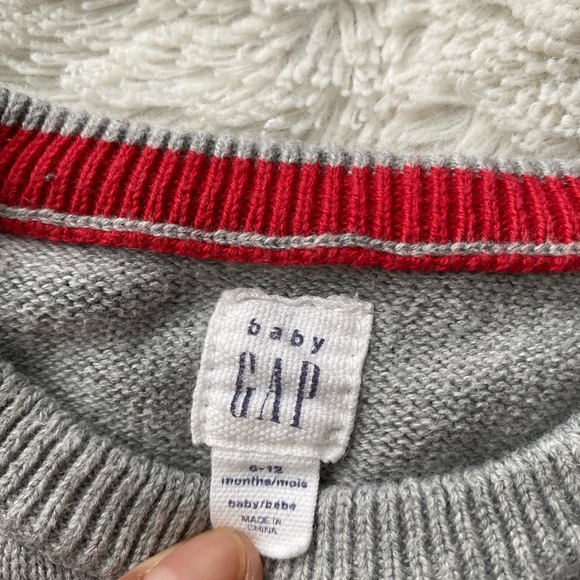 baby
GAP
6-12
months/mois
baby/bébé
MADE IN
CHINA